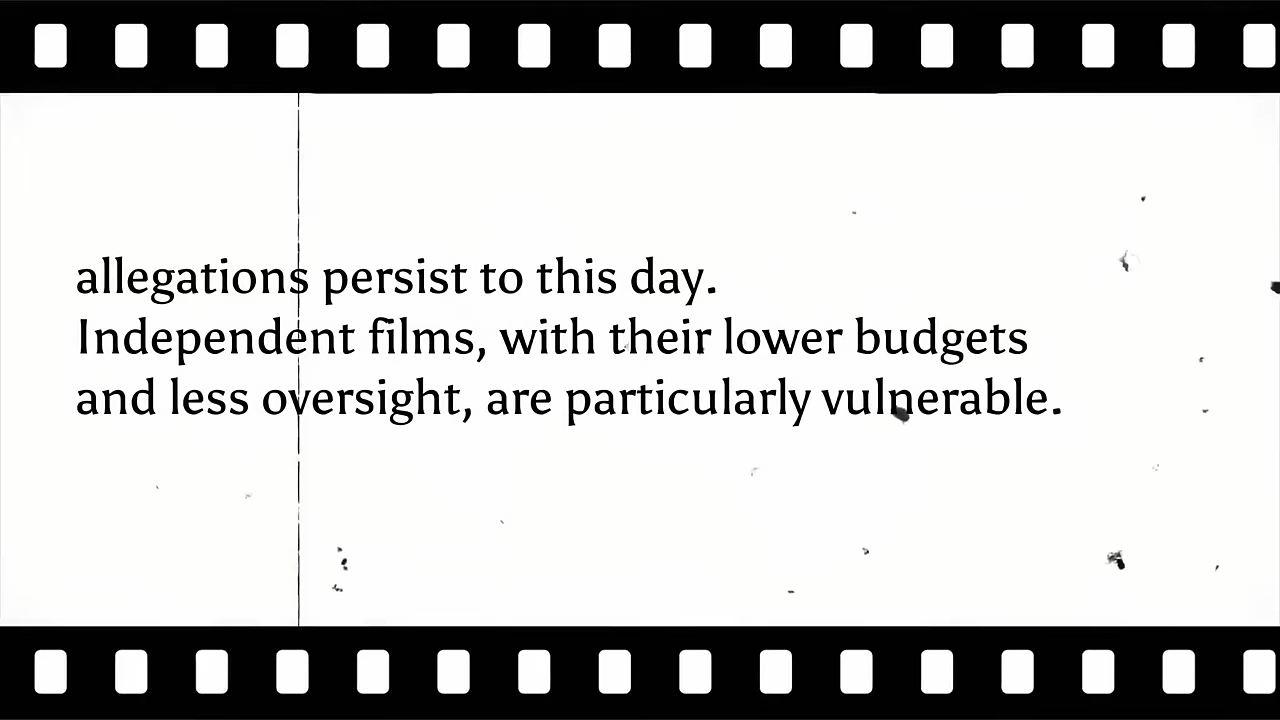 allegations persist to this day.
Independent films, with their lower budgets
and less oversight, are particularly vulnerable.